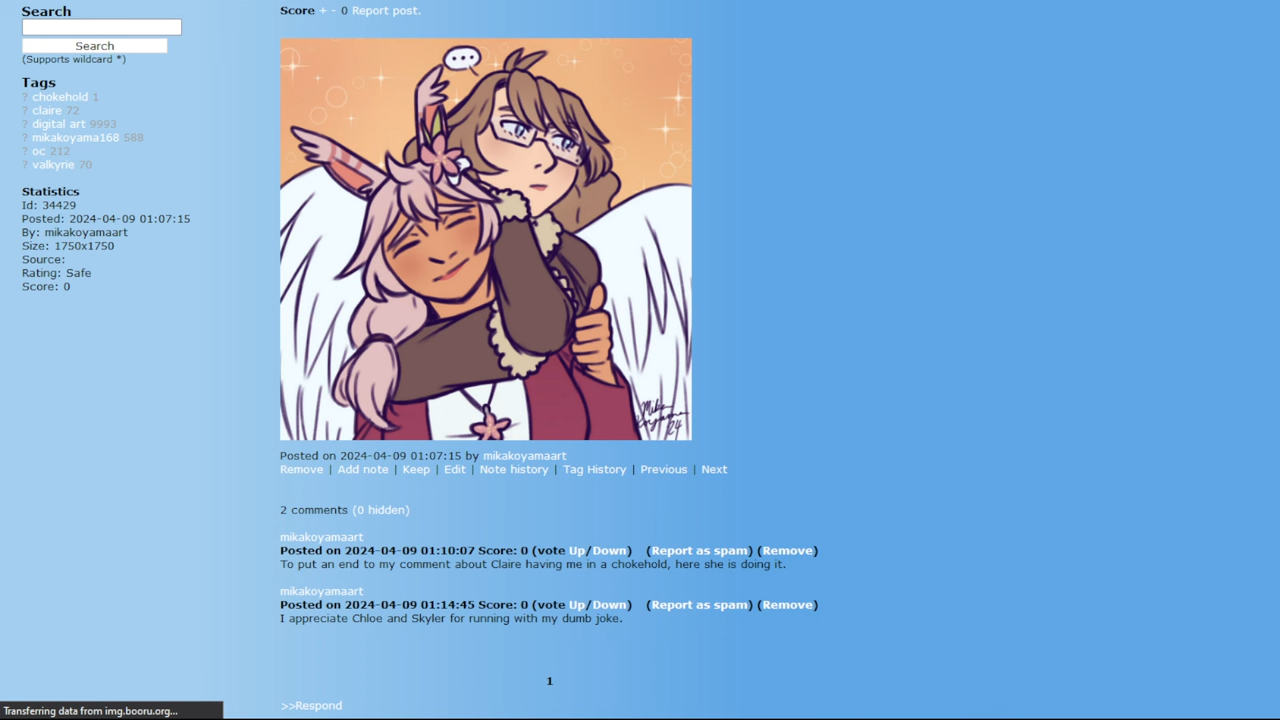 Search
Search
(Supports wildcard *)
Tags
? chokehold 1
? claire 72
? digital art 9993
? mikakoyama168 588
? oc 212
? valkyrie 70
Statistics
Id: 34429
Posted: 2024-04-09 01:07:15
By: mikakoyamaart
Size: 1750x1750
Source:
Rating: Safe
Score: 0
Score + - 0 Report post.
Mika
Koyama
24
Posted on 2024-04-09 01:07:15 by mikakoyamaart
Remove | Add note | Keep | Edit | Note history | Tag History | Previous | Next
2 comments (0 hidden)
mikakoyamaart
Posted on 2024-04-09 01:10:07 Score: 0 (vote Up/Down) (Report as spam) (Remove)
To put an end to my comment about Claire having me in a chokehold, here she is doing it.
mikakoyamaart
Posted on 2024-04-09 01:14:45 Score: 0 (vote Up/Down) (Report as spam) (Remove)
I appreciate Chloe and Skyler for running with my dumb joke.
1
>>Respond
Transferring data from img.booru.org...